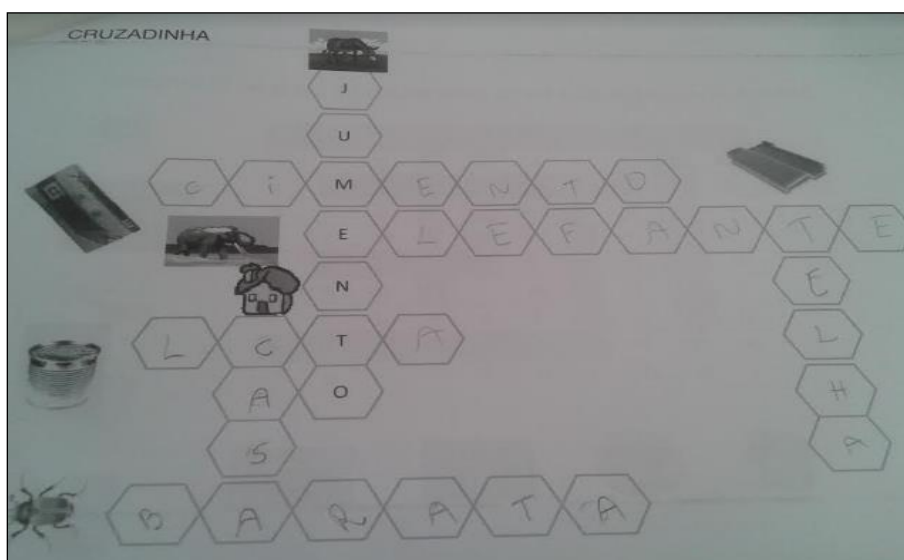 CRUZADINHA
J
U
C i M E N T O
E L E F A N T E
N E
L C T A L
A O H
S A
B A R A T A